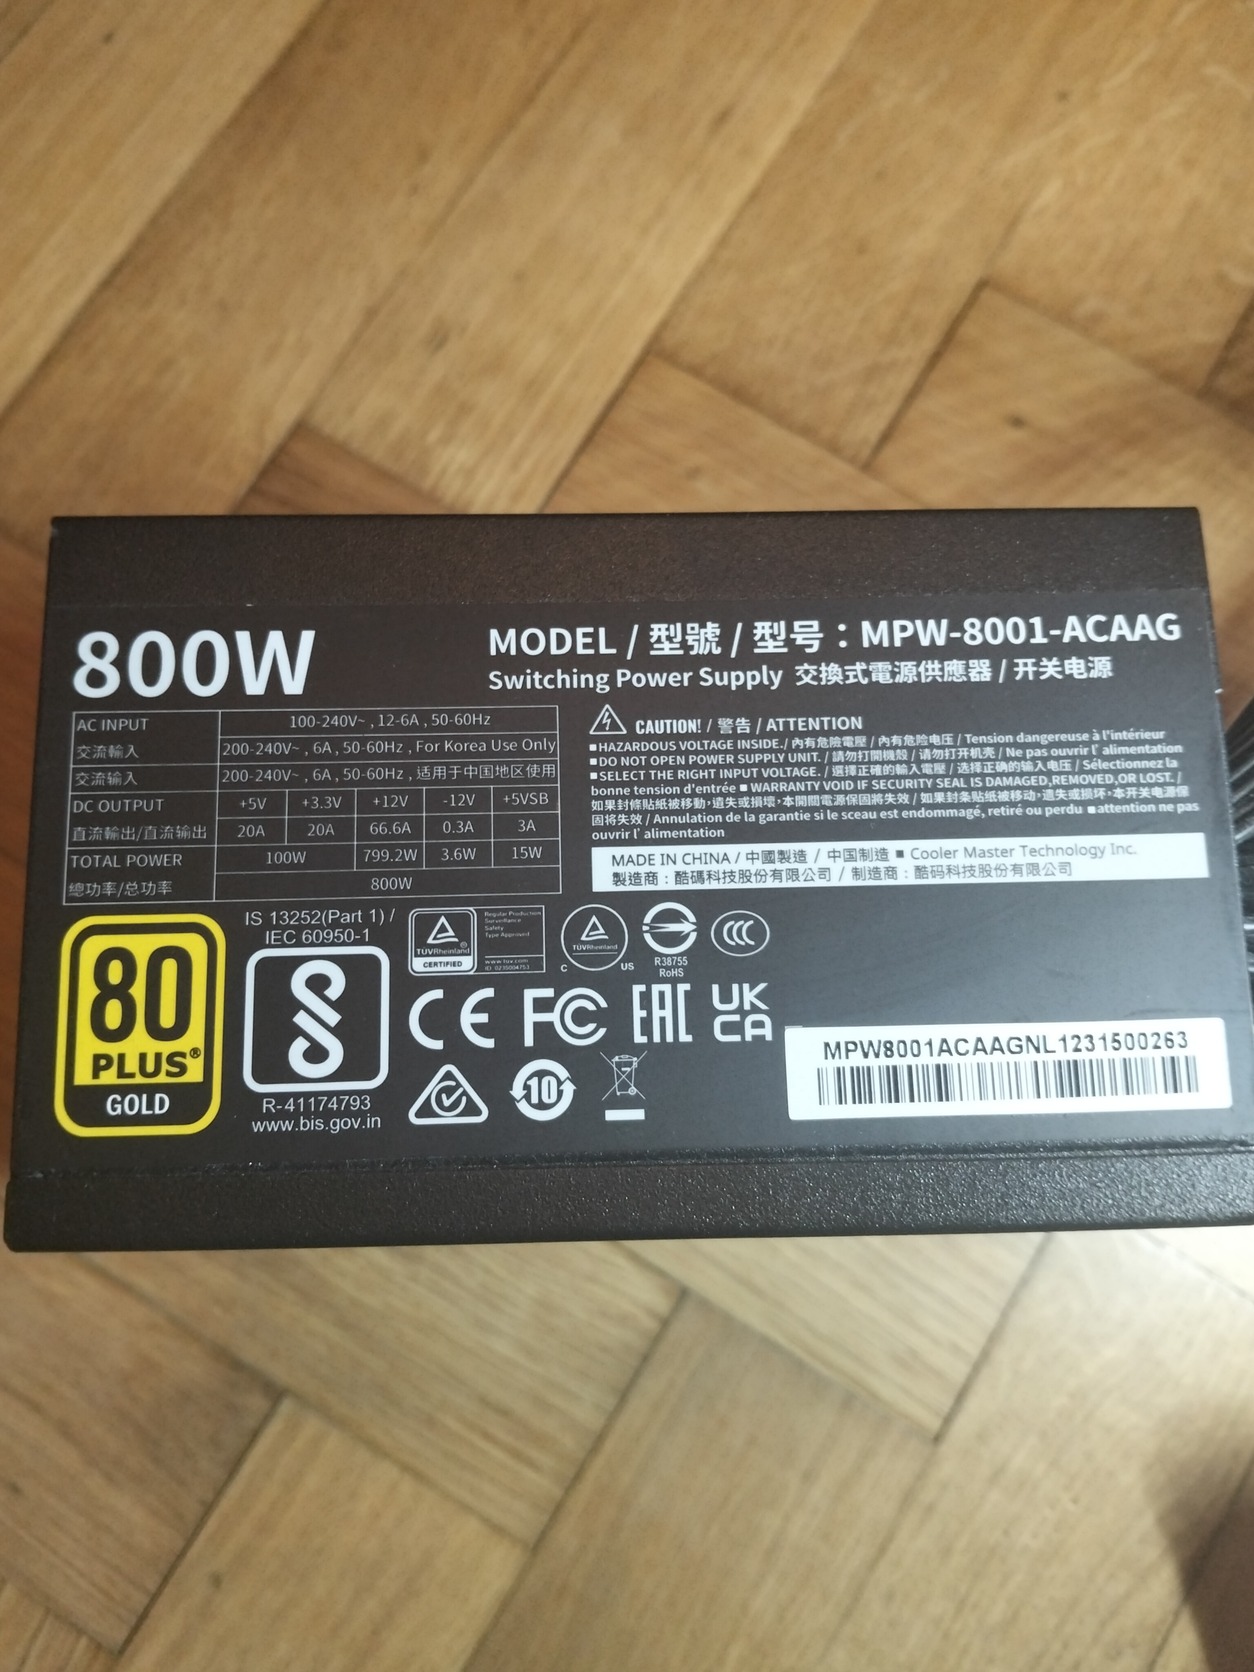 800W
MODEL / 型號 / 型号：MPW-8001-ACAAG
Switching Power Supply 交換式電源供應器 / 开关电源
AC INPUT 100-240V~ , 12-6A , 50-60Hz
交流輸入 200-240V~ , 6A , 50-60Hz , For Korea Use Only
交流输入 200-240V~ , 6A , 50-60Hz , 适用于中国地区使用
DC OUTPUT +5V +3.3V +12V -12V +5VSB
直流輸出/直流输出 20A 20A 66.6A 0.3A 3A
TOTAL POWER 100W 799.2W 3.6W 15W
總功率/总功率 800W
CAUTION! / 警告 / ATTENTION
■HAZARDOUS VOLTAGE INSIDE. / 內有危險電壓 / 内有危险电压 / Tension dangereuse à l'intérieur
■DO NOT OPEN POWER SUPPLY UNIT. / 請勿打開機殼 / 请勿打开机壳 / Ne pas ouvrir l' alimentation
■SELECT THE RIGHT INPUT VOLTAGE. / 選擇正確的輸入電壓 / 选择正确的输入电压 / Sélectionnez la
bonne tension d'entrée ■ WARRANTY VOID IF SECURITY SEAL IS DAMAGED,REMOVED,OR LOST. /
如果封條貼紙被移動，遺失或損壞，本開關電源保固將失效 / 如果封条贴纸被移动，遗失或损坏，本开关电源保
固将失效 / Annulation de la garantie si le sceau est endommagé, retiré ou perdu ■attention ne pas
ouvrir l' alimentation
MADE IN CHINA / 中國製造 / 中国制造 ■ Cooler Master Technology Inc.
製造商：酷碼科技股份有限公司 / 制造商：酷码科技股份有限公司
80
PLUS®
GOLD
IS 13252(Part 1) /
IEC 60950-1
R-41174793
www.bis.gov.in
TÜVRheinland®
CERTIFIED
Regular Production
Surveillance
Safety
Type Approved
www.tuv.com
ID 0235004753
TÜVRheinland
C US
R38755
RoHS
CCC
CE FC EAC UK
CA
10
MPW8001ACAAGNL1231500263